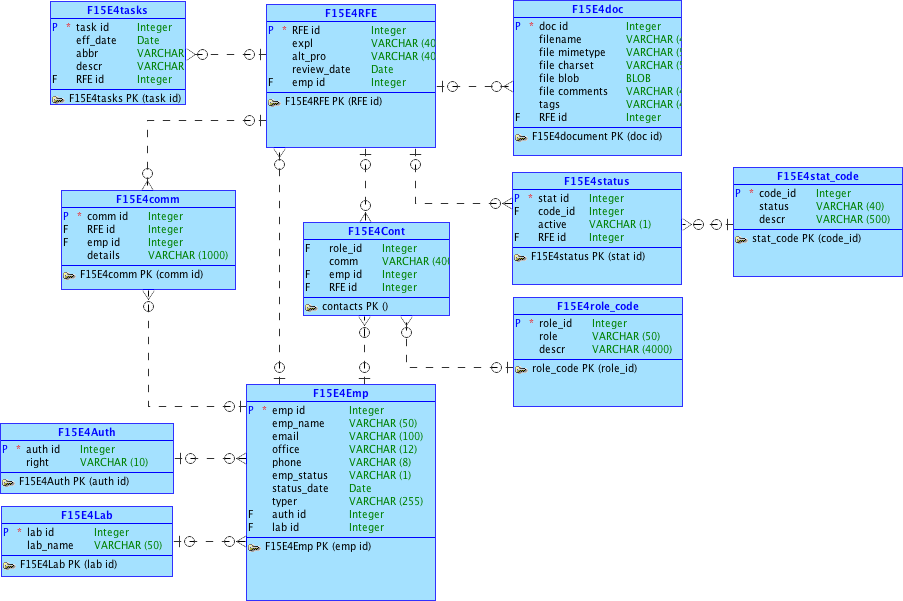 F15E4tasks
P * task id Integer
eff_date Date
abbr VARCHAR
descr VARCHAR
F RFE id Integer
F15E4tasks PK (task id)
F15E4RFE
P * RFE id Integer
expl VARCHAR (40
alt_pro VARCHAR (40
review_date Date
F emp id Integer
F15E4RFE PK (RFE id)
F15E4doc
P * doc id Integer
filename VARCHAR (
file mimetype VARCHAR (
file charset VARCHAR (
file blob BLOB
file comments VARCHAR (
tags VARCHAR (
F RFE id Integer
F15E4document PK (doc id)
F15E4comm
P * comm id Integer
F RFE id Integer
F emp id Integer
details VARCHAR (1000)
F15E4comm PK (comm id)
F15E4Cont
F role_id Integer
comm VARCHAR (400
F emp id Integer
F RFE id Integer
contacts PK ()
F15E4status
P * stat id Integer
F code_id Integer
active VARCHAR (1)
F RFE id Integer
F15E4status PK (stat id)
F15E4stat_code
P * code_id Integer
status VARCHAR (40)
descr VARCHAR (500)
stat_code PK (code_id)
F15E4role_code
P * role_id Integer
role VARCHAR (50)
descr VARCHAR (4000)
role_code PK (role_id)
F15E4Emp
P * emp id Integer
emp_name VARCHAR (50)
email VARCHAR (100)
office VARCHAR (12)
phone VARCHAR (8)
emp_status VARCHAR (1)
status_date Date
typer VARCHAR (255)
F auth id Integer
F lab id Integer
F15E4Emp PK (emp id)
F15E4Auth
P * auth id Integer
right VARCHAR (10)
F15E4Auth PK (auth id)
F15E4Lab
P * lab id Integer
lab_name VARCHAR (50)
F15E4Lab PK (lab id)